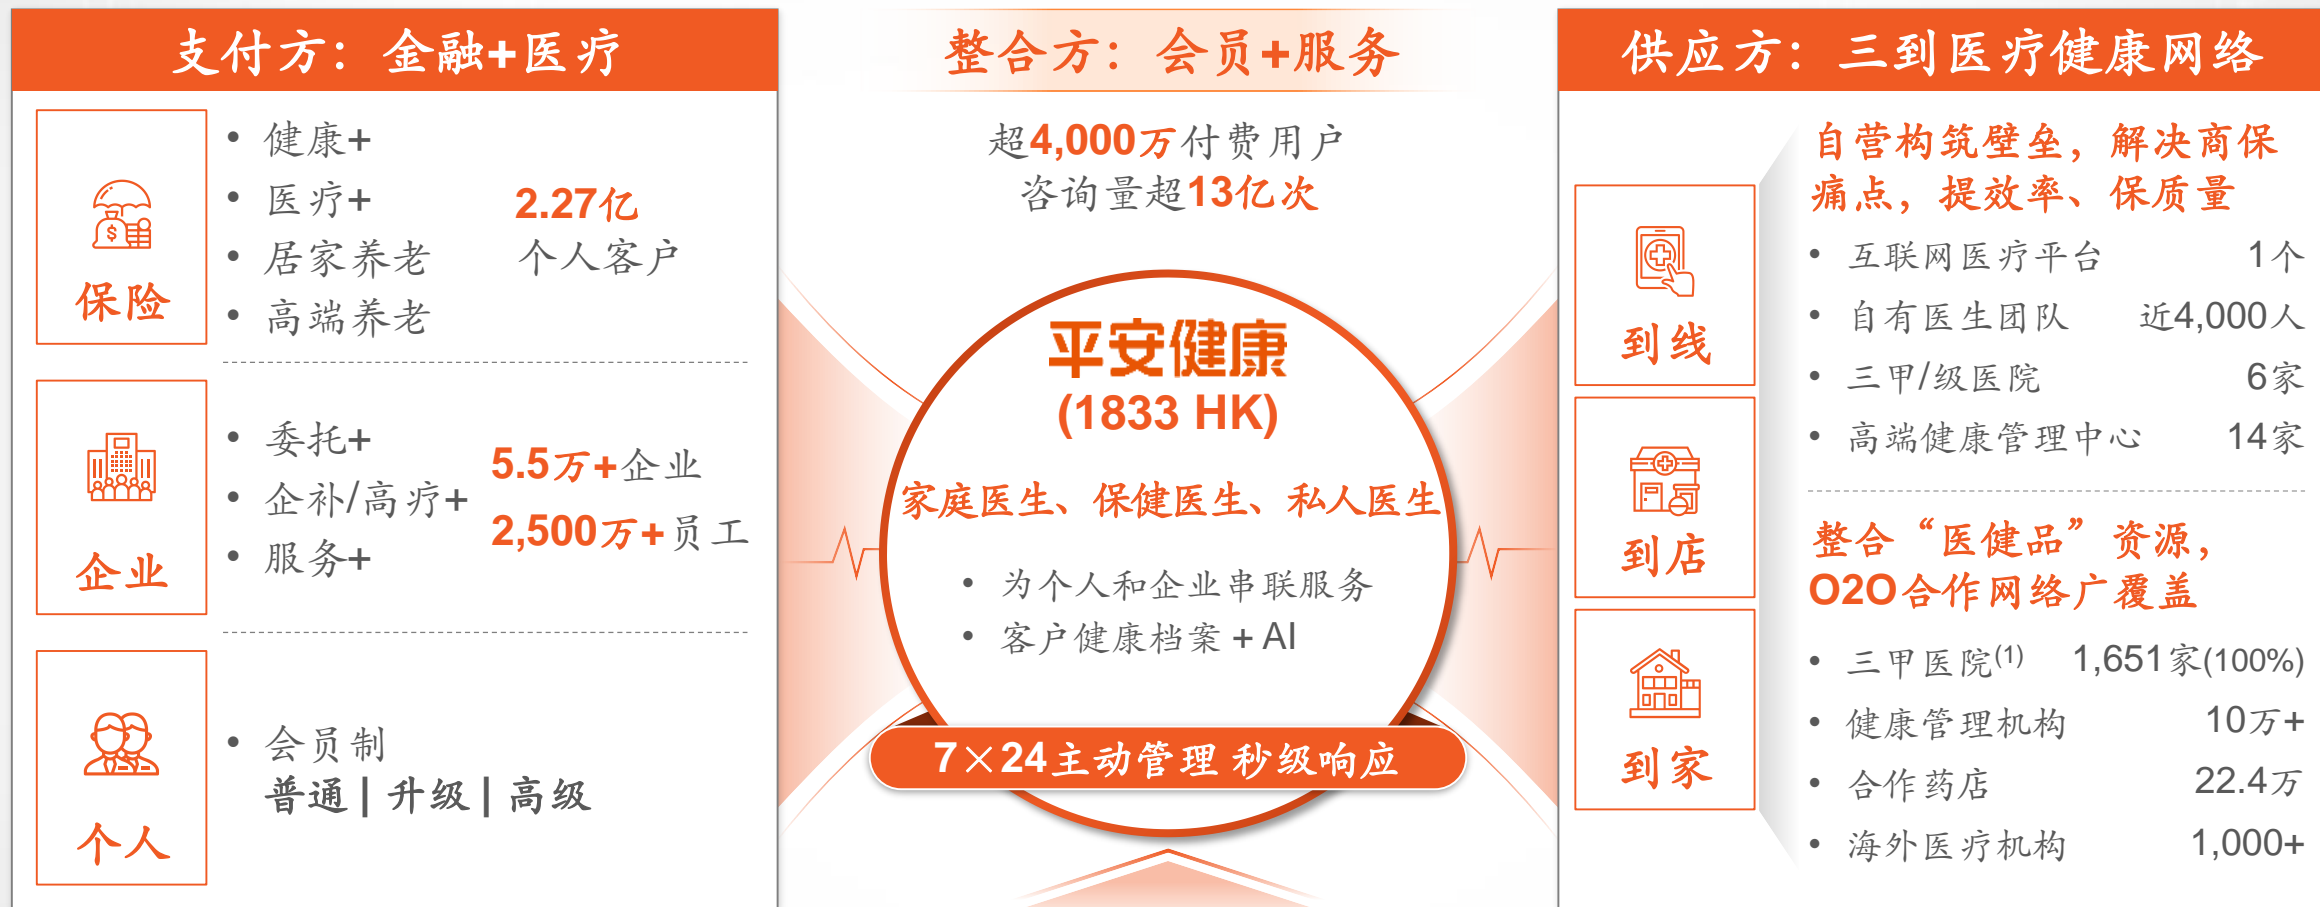 支付方：金融+医疗
保险
• 健康+
• 医疗+
• 居家养老
• 高端养老
2.27亿
个人客户
企业
• 委托+
• 企补/高疗+
• 服务+
5.5万+企业
2,500万+员工
个人
• 会员制
普通 | 升级 | 高级
整合方：会员+服务
超4,000万付费用户
咨询量超13亿次
平安健康
(1833 HK)
家庭医生、保健医生、私人医生
• 为个人和企业串联服务
• 客户健康档案 + AI
7×24主动管理 秒级响应
供应方：三到医疗健康网络
到线
到店
到家
自营构筑壁垒，解决商保
痛点，提效率、保质量
• 互联网医疗平台 1个
• 自有医生团队 近4,000人
• 三甲/级医院 6家
• 高端健康管理中心 14家
整合“医健品”资源，
O2O合作网络广覆盖
• 三甲医院(1) 1,651家(100%)
• 健康管理机构 10万+
• 合作药店 22.4万
• 海外医疗机构 1,000+